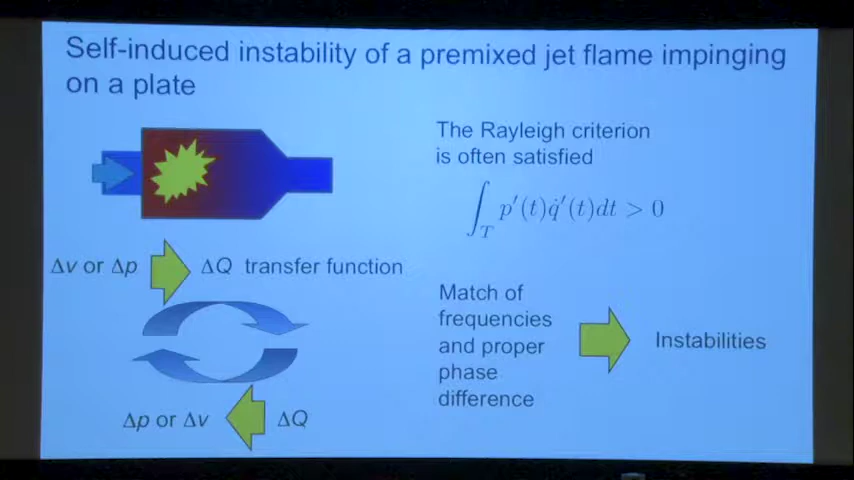 Self-induced instability of a premixed jet flame impinging
on a plate
The Rayleigh criterion
is often satisfied
∫_T p′(t)q̇′(t)dt > 0
Δv or Δp
ΔQ transfer function
Match of
frequencies
and proper
phase
difference
Instabilities
Δp or Δv
ΔQ